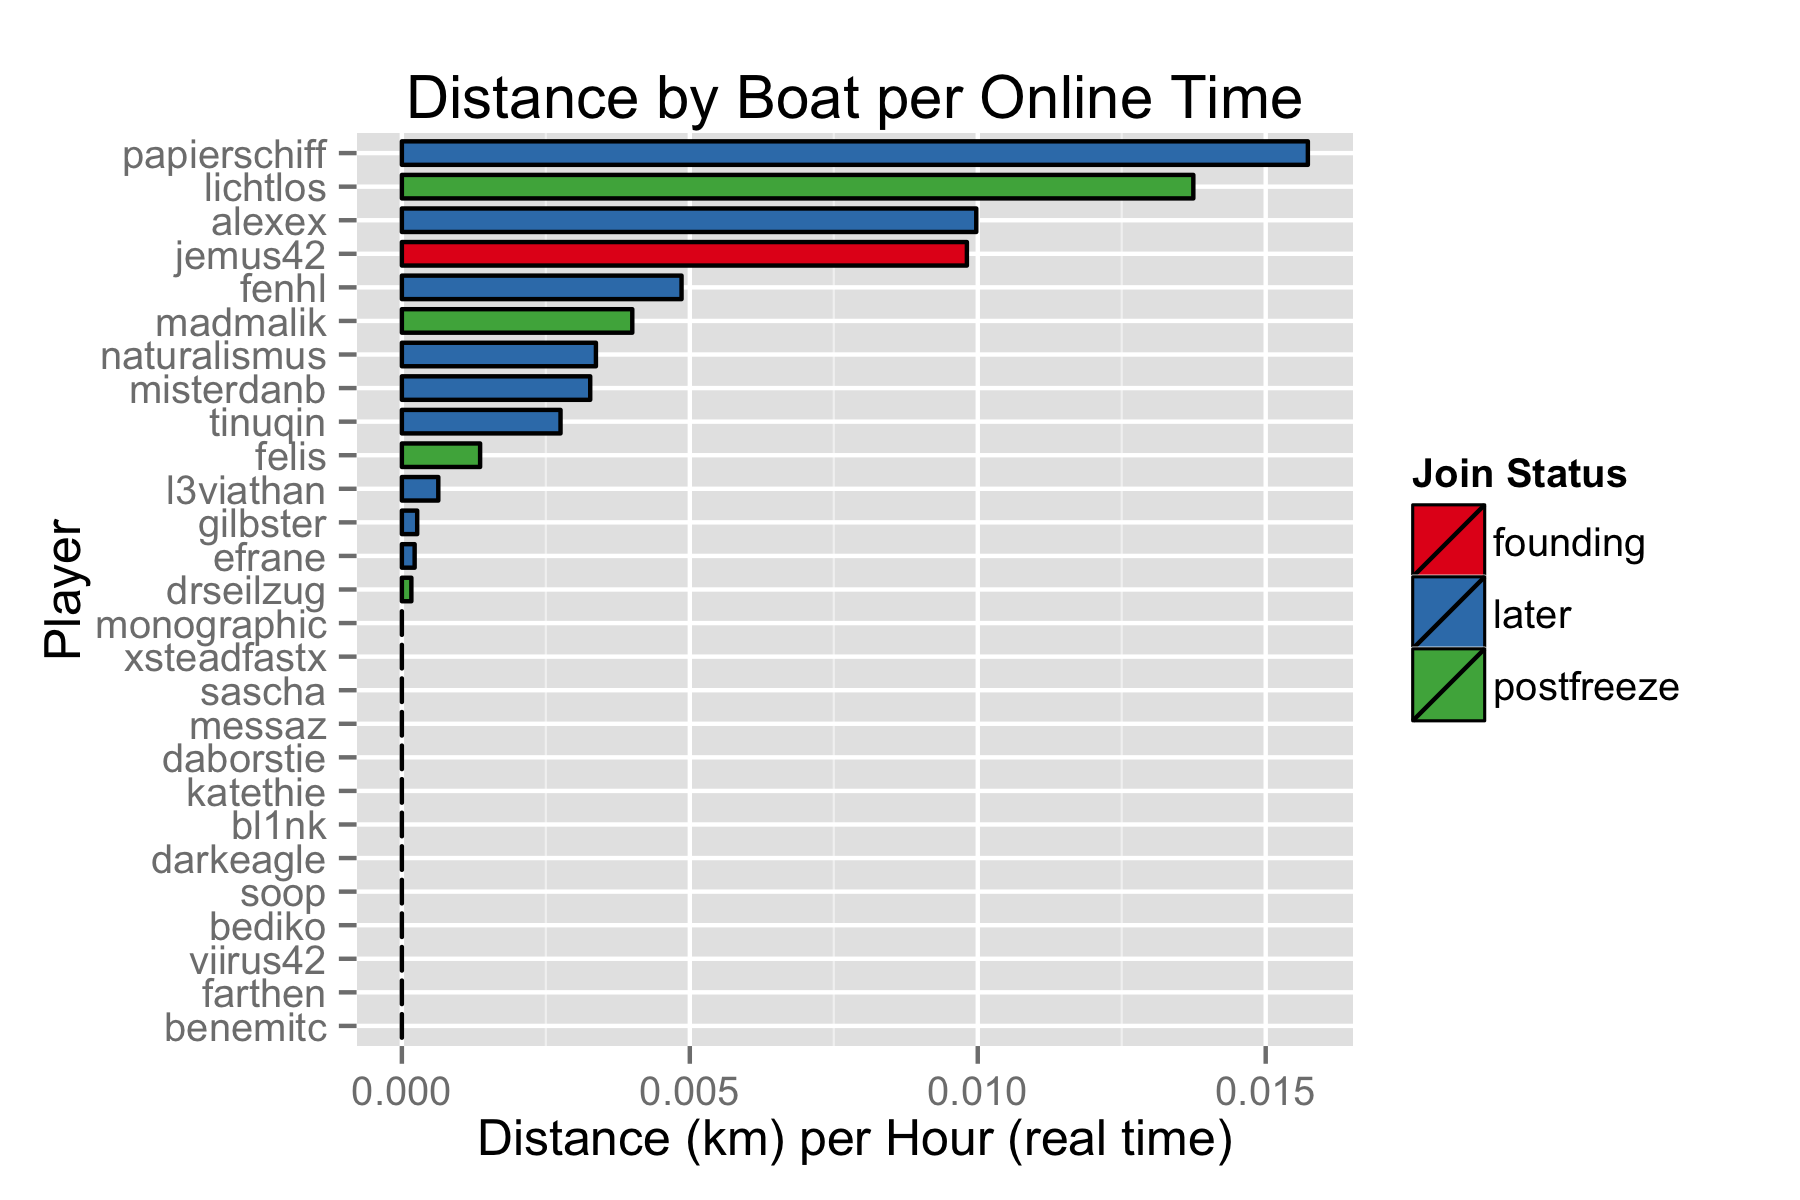 Distance by Boat per Online Time
Player
papierschiff
lichtlos
alexex
jemus42
fenhl
madmalik
naturalismus
misterdanb
tinuqin
felis
l3viathan
gilbster
efrane
drseilzug
monographic
xsteadfastx
sascha
messaz
daborstie
katethie
bl1nk
darkeagle
soop
bediko
viirus42
farthen
benemitc
0.000 0.005 0.010 0.015
Distance (km) per Hour (real time)
Join Status
founding
later
postfreeze